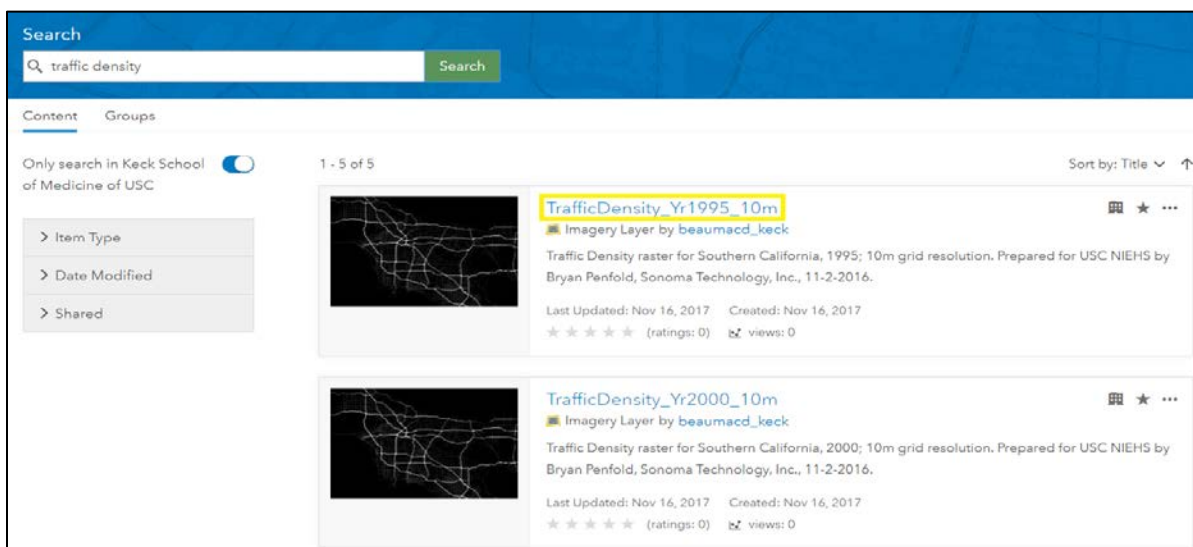 Search
traffic density
Search
Content Groups
Only search in Keck School
of Medicine of USC
1 - 5 of 5
Sort by: Title
Item Type
Date Modified
Shared
TrafficDensity_Yr1995_10m
Imagery Layer by beaumacd_keck
Traffic Density raster for Southern California, 1995; 10m grid resolution. Prepared for USC NIEHS by
Bryan Penfold, Sonoma Technology, Inc., 11-2-2016.
Last Updated: Nov 16, 2017 Created: Nov 16, 2017
(ratings: 0) views: 0
TrafficDensity_Yr2000_10m
Imagery Layer by beaumacd_keck
Traffic Density raster for Southern California, 2000; 10m grid resolution. Prepared for USC NIEHS by
Bryan Penfold, Sonoma Technology, Inc., 11-2-2016.
Last Updated: Nov 16, 2017 Created: Nov 16, 2017
(ratings: 0) views: 0